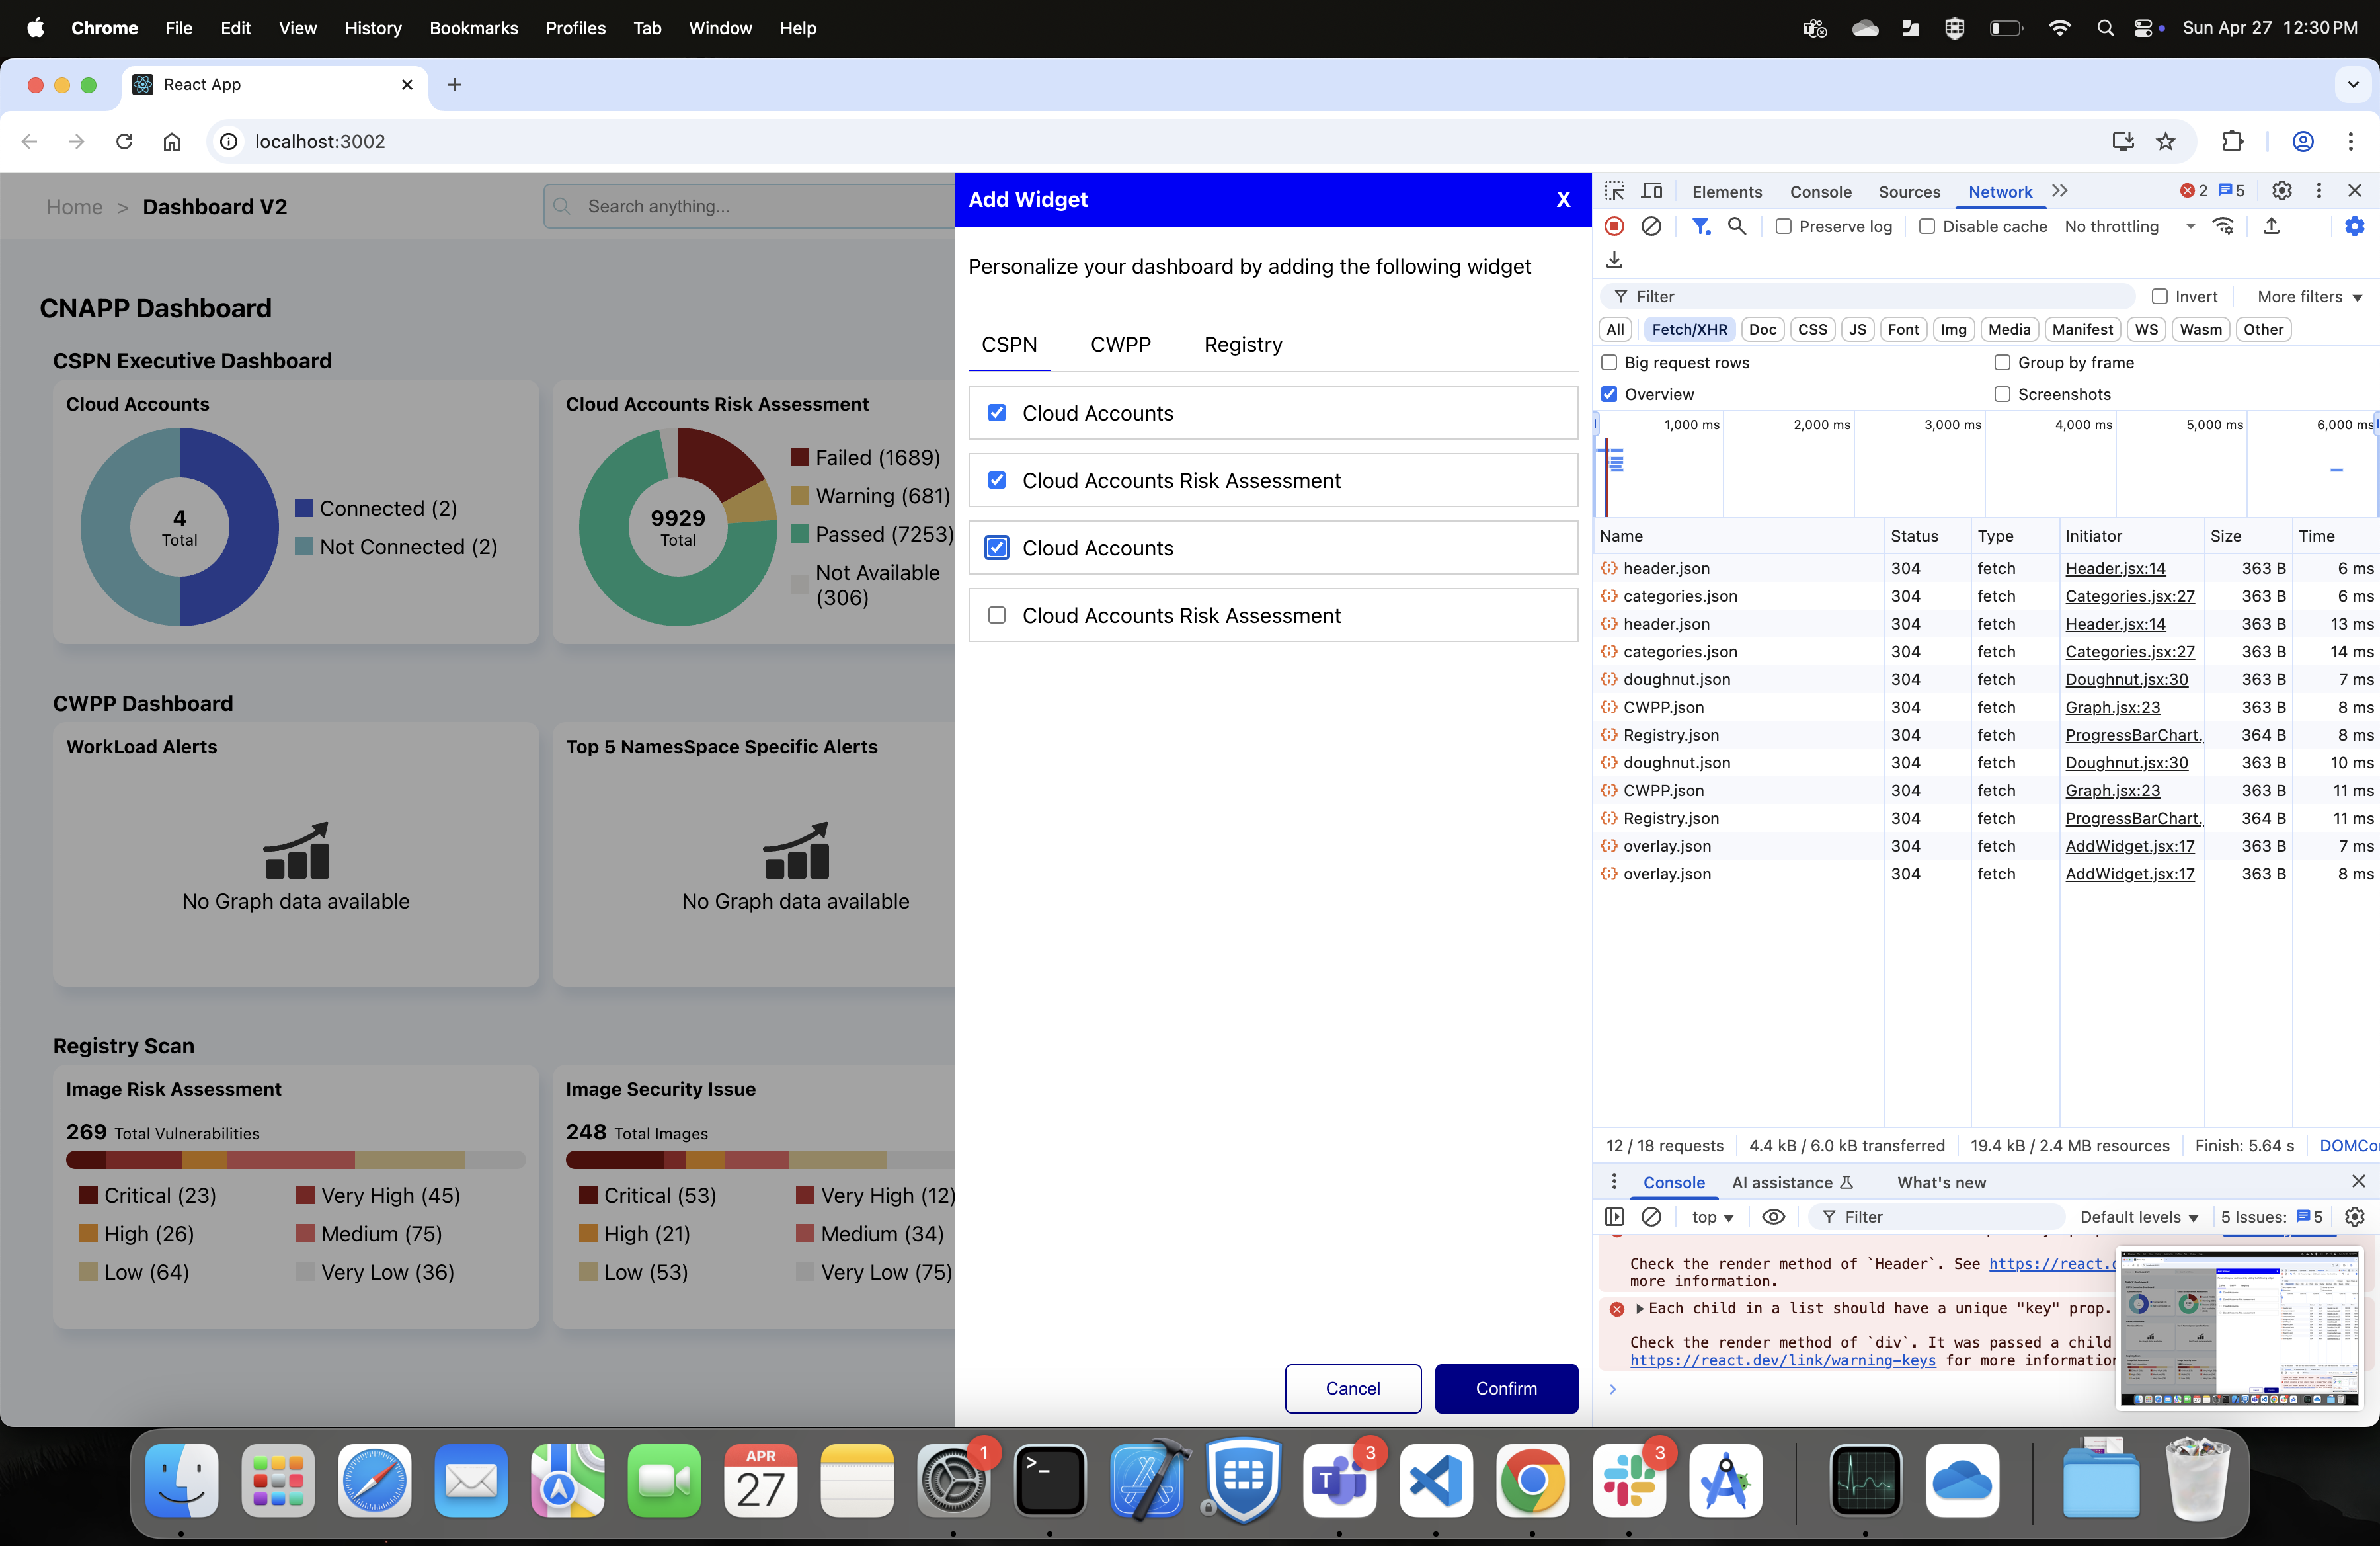 Chrome File Edit View History Bookmarks Profiles Tab Window Help
Sun Apr 27 12:30 PM
React App
localhost:3002
Home > Dashboard V2
Search anything...
CNAPP Dashboard
CSPN Executive Dashboard
Cloud Accounts
4
Total
Connected (2)
Not Connected (2)
Cloud Accounts Risk Assessment
9929
Total
Failed (1689)
Warning (681)
Passed (7253)
Not Available
(306)
CWPP Dashboard
WorkLoad Alerts
No Graph data available
Top 5 NamesSpace Specific Alerts
No Graph data available
Registry Scan
Image Risk Assessment
269 Total Vulnerabilities
Critical (23) Very High (45)
High (26) Medium (75)
Low (64) Very Low (36)
Image Security Issue
248 Total Images
Critical (53) Very High (12)
High (21) Medium (34)
Low (53) Very Low (75)
Add Widget X
Personalize your dashboard by adding the following widget
CSPN CWPP Registry
Cloud Accounts
Cloud Accounts Risk Assessment
Cloud Accounts
Cloud Accounts Risk Assessment
Cancel Confirm
Elements Console Sources Network 2 5
Preserve log Disable cache No throttling
Filter Invert More filters
All Fetch/XHR Doc CSS JS Font Img Media Manifest WS Wasm Other
Big request rows Group by frame
Overview Screenshots
1,000 ms 2,000 ms 3,000 ms 4,000 ms 5,000 ms 6,000 ms
Name Status Type Initiator Size Time
header.json 304 fetch Header.jsx:14 363 B 6 ms
categories.json 304 fetch Categories.jsx:27 363 B 6 ms
header.json 304 fetch Header.jsx:14 363 B 13 ms
categories.json 304 fetch Categories.jsx:27 363 B 14 ms
doughnut.json 304 fetch Doughnut.jsx:30 363 B 7 ms
CWPP.json 304 fetch Graph.jsx:23 363 B 8 ms
Registry.json 304 fetch ProgressBarChart. 364 B 8 ms
doughnut.json 304 fetch Doughnut.jsx:30 363 B 10 ms
CWPP.json 304 fetch Graph.jsx:23 363 B 11 ms
Registry.json 304 fetch ProgressBarChart. 364 B 11 ms
overlay.json 304 fetch AddWidget.jsx:17 363 B 7 ms
overlay.json 304 fetch AddWidget.jsx:17 363 B 8 ms
12 / 18 requests 4.4 kB / 6.0 kB transferred 19.4 kB / 2.4 MB resources Finish: 5.64 s DOMCo
Console AI assistance What's new
top Filter Default levels 5 Issues: 5
Check the render method of `Header`. See https://react.
more information.
Each child in a list should have a unique "key" prop.
Check the render method of `div`. It was passed a child
https://react.dev/link/warning-keys for more information
APR
27
1
3
3